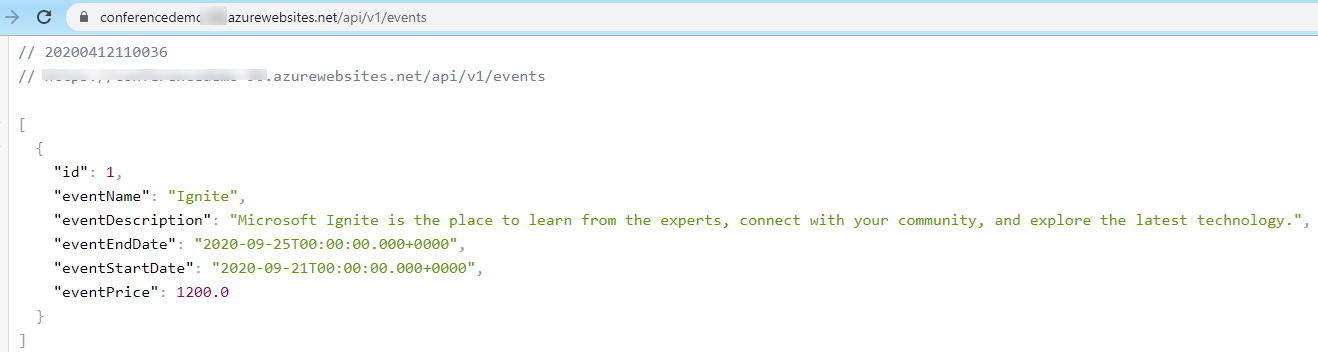 conferencedemo .azurewebsites.net/api/v1/events
// 20200412110036
// .azurewebsites.net/api/v1/events
[
{
"id": 1,
"eventName": "Ignite",
"eventDescription": "Microsoft Ignite is the place to learn from the experts, connect with your community, and explore the latest technology.",
"eventEndDate": "2020-09-25T00:00:00.000+0000",
"eventStartDate": "2020-09-21T00:00:00.000+0000",
"eventPrice": 1200.0
}
]